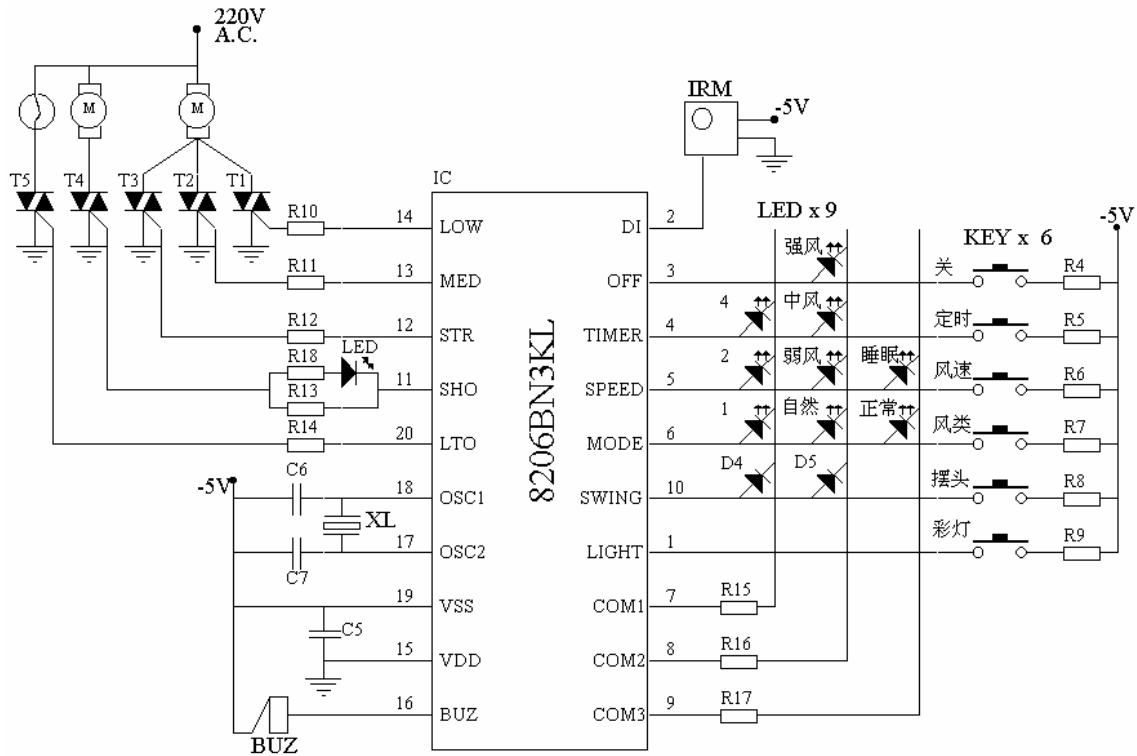 220V
A.C.
M
M
T5
T4
T3
T2
T1
IRM
-5V
IC
R10
14
LOW
R11
13
MED
R12
12
STR
R18
LED
R13
11
SHO
R14
20
LTO
C6
-5V
18
OSC1
XL
17
OSC2
C7
19
VSS
C5
15
VDD
16
BUZ
BUZ
8206BN3KL
DI
2
OFF
3
TIMER
4
SPEED
5
MODE
6
SWING
10
LIGHT
1
COM1
7
R15
COM2
8
R16
COM3
9
R17
LED x 9
强风
4
中风
2
弱风
睡眠
1
自然
正常
D4
D5
KEY x 6
-5V
关
R4
定时
R5
风速
R6
风类
R7
摆头
R8
彩灯
R9